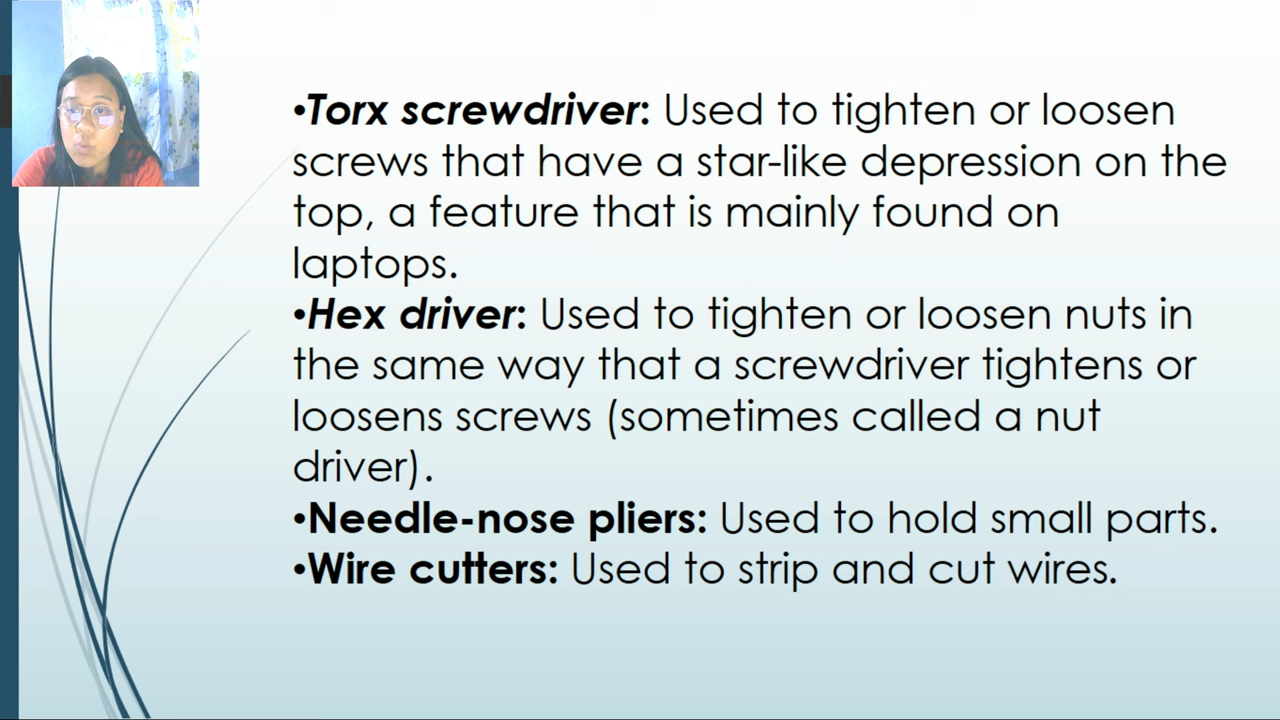 •Torx screwdriver: Used to tighten or loosen
screws that have a star-like depression on the
top, a feature that is mainly found on
laptops.
•Hex driver: Used to tighten or loosen nuts in
the same way that a screwdriver tightens or
loosens screws (sometimes called a nut
driver).
•Needle-nose pliers: Used to hold small parts.
•Wire cutters: Used to strip and cut wires.